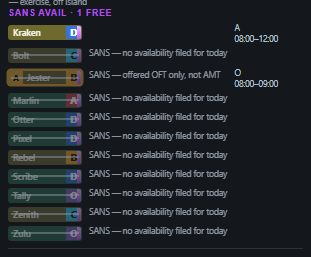 — exercise, off island
SANS AVAIL · 1 FREE
Kraken D A 08:00–12:00
Bolt C SANS — no availability filed for today
A Jester B SANS — offered OFT only, not AMT O 08:00–09:00
Marlin A SANS — no availability filed for today
Otter D SANS — no availability filed for today
Pixel D SANS — no availability filed for today
Rebel B SANS — no availability filed for today
Scribe D SANS — no availability filed for today
Tally O SANS — no availability filed for today
Zenith C SANS — no availability filed for today
Zulu O SANS — no availability filed for today